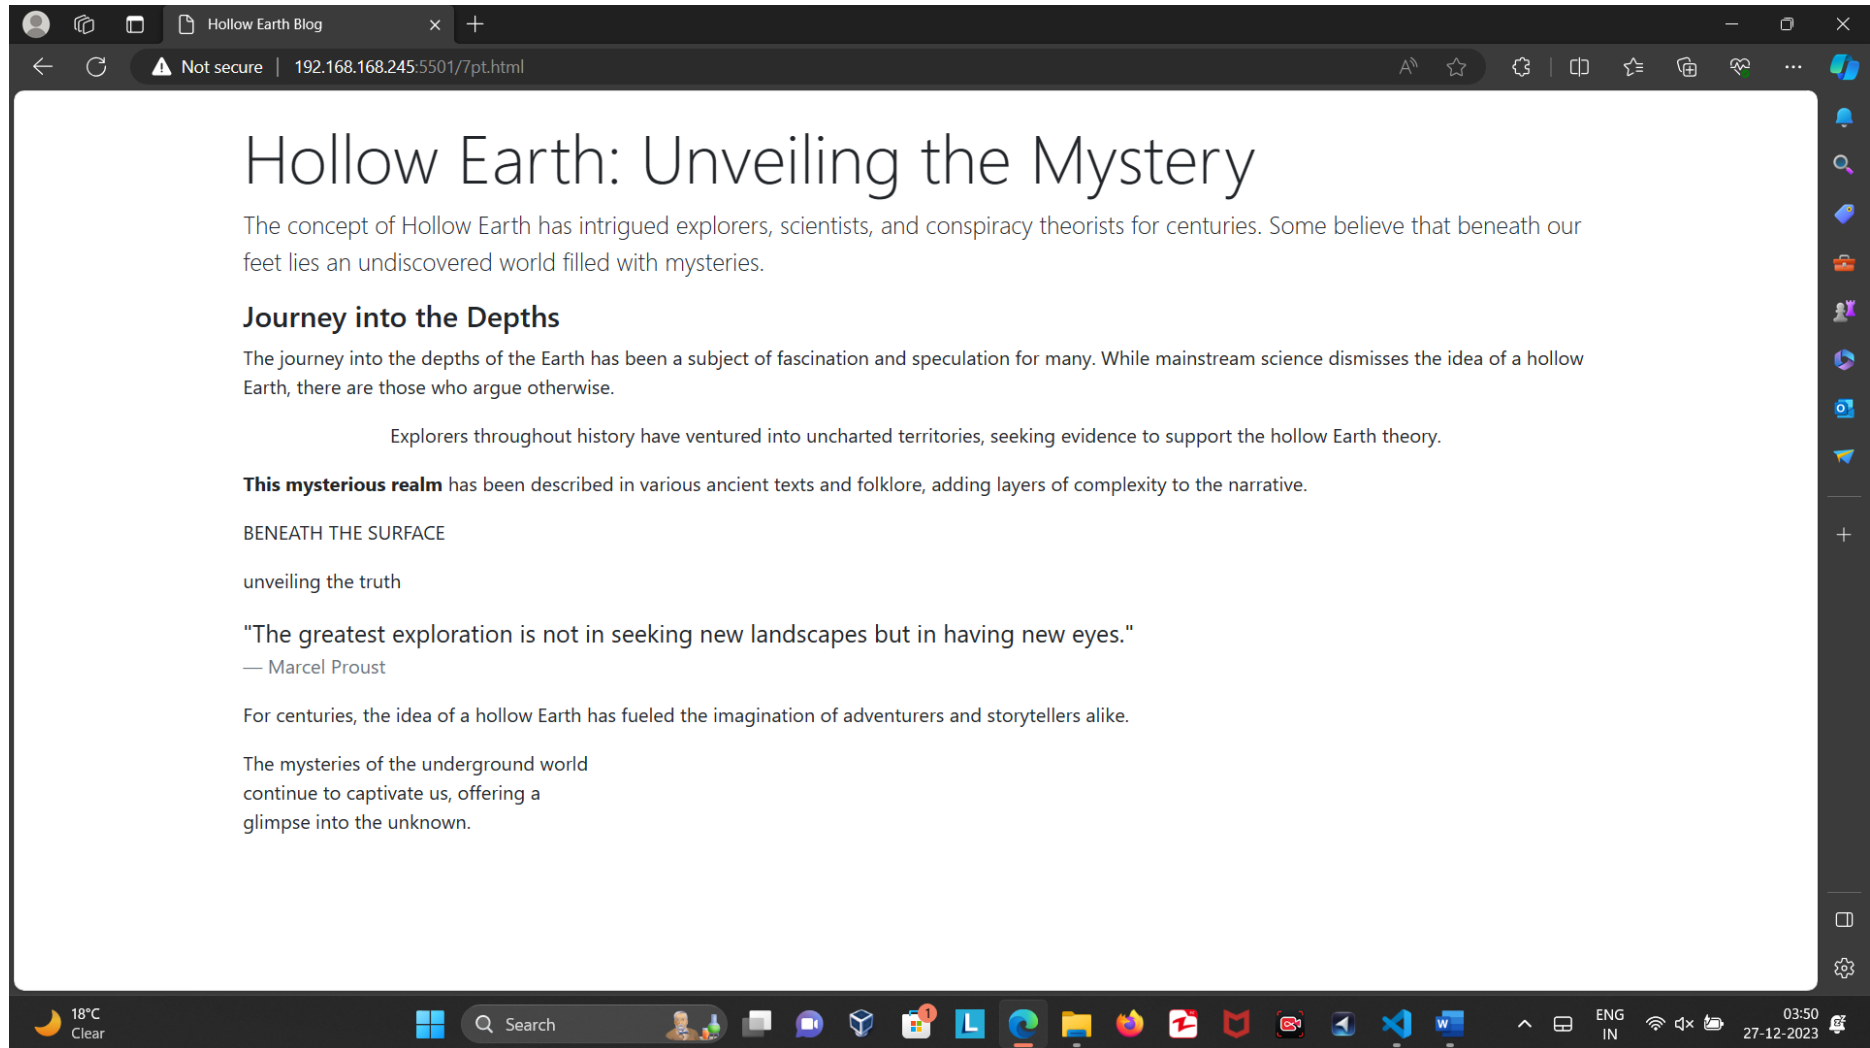 Hollow Earth Blog
Not secure | 192.168.168.245:5501/7pt.html
Hollow Earth: Unveiling the Mystery
The concept of Hollow Earth has intrigued explorers, scientists, and conspiracy theorists for centuries. Some believe that beneath our
feet lies an undiscovered world filled with mysteries.
Journey into the Depths
The journey into the depths of the Earth has been a subject of fascination and speculation for many. While mainstream science dismisses the idea of a hollow
Earth, there are those who argue otherwise.
Explorers throughout history have ventured into uncharted territories, seeking evidence to support the hollow Earth theory.
This mysterious realm has been described in various ancient texts and folklore, adding layers of complexity to the narrative.
BENEATH THE SURFACE
unveiling the truth
"The greatest exploration is not in seeking new landscapes but in having new eyes."
— Marcel Proust
For centuries, the idea of a hollow Earth has fueled the imagination of adventurers and storytellers alike.
The mysteries of the underground world
continue to captivate us, offering a
glimpse into the unknown.
18°C
Clear
Search
1
ENG
IN
03:50
27-12-2023